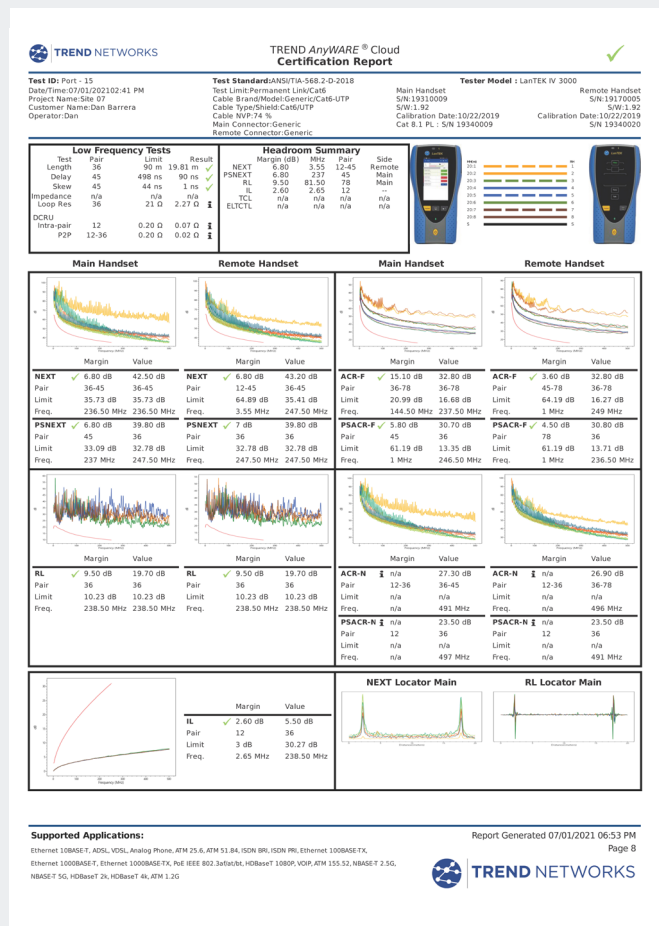 TREND NETWORKS
TREND AnyWARE ® Cloud
Certification Report
Test ID: Port - 15
Date/Time:07/01/202102:41 PM
Project Name:Site 07
Customer Name:Dan Barrera
Operator:Dan
Test Standard:ANSI/TIA-568.2-D-2018
Test Limit:Permanent Link/Cat6
Cable Brand/Model:Generic/Cat6-UTP
Cable Type/Shield:Cat6/UTP
Cable NVP:74 %
Main Connector:Generic
Remote Connector:Generic
Tester Model : LanTEK IV 3000
Main Handset Remote Handset
S/N:19310009 S/N:19170005
S/W:1.92 S/W:1.92
Calibration Date:10/22/2019 Calibration Date:10/22/2019
Cat 8.1 PL : S/N 19340009 S/N 19340020
Low Frequency Tests
Test Pair Limit Result
Length 36 90 m 19.81 m
Delay 45 498 ns 90 ns
Skew 45 44 ns 1 ns
Impedance n/a n/a n/a
Loop Res 36 21 Ω 2.27 Ω
DCRU
Intra-pair 12 0.20 Ω 0.07 Ω
P2P 12-36 0.20 Ω 0.02 Ω
Headroom Summary
Margin (dB) MHz Pair Side
NEXT 6.80 3.55 12-45 Remote
PSNEXT 6.80 237 45 Main
RL 9.50 81.50 78 Main
IL 2.60 2.65 12 --
TCL n/a n/a n/a n/a
ELTCTL n/a n/a n/a n/a
Main Handset Remote Handset Main Handset Remote Handset
Margin Value Margin Value Margin Value Margin Value
NEXT 6.80 dB 42.50 dB NEXT 6.80 dB 43.20 dB ACR-F 15.10 dB 32.80 dB ACR-F 3.60 dB 32.80 dB
Pair 36-45 36-45 Pair 12-45 36-45 Pair 36-78 36-78 Pair 45-78 36-78
Limit 35.73 dB 35.73 dB Limit 64.89 dB 35.41 dB Limit 20.99 dB 16.68 dB Limit 64.19 dB 16.27 dB
Freq. 236.50 MHz 236.50 MHz Freq. 3.55 MHz 247.50 MHz Freq. 144.50 MHz 237.50 MHz Freq. 1 MHz 249 MHz
PSNEXT 6.80 dB 39.80 dB PSNEXT 7 dB 39.80 dB PSACR-F 5.80 dB 30.70 dB PSACR-F 4.50 dB 30.80 dB
Pair 45 36 Pair 36 36 Pair 45 36 Pair 78 36
Limit 33.09 dB 32.78 dB Limit 32.78 dB 32.78 dB Limit 61.19 dB 13.35 dB Limit 61.19 dB 13.71 dB
Freq. 237 MHz 247.50 MHz Freq. 247.50 MHz 247.50 MHz Freq. 1 MHz 246.50 MHz Freq. 1 MHz 236.50 MHz
Margin Value Margin Value Margin Value Margin Value
RL 9.50 dB 19.70 dB RL 9.50 dB 19.70 dB ACR-N n/a 27.30 dB ACR-N n/a 26.90 dB
Pair 36 36 Pair 36 36 Pair 12-36 36-45 Pair 12-36 36-78
Limit 10.23 dB 10.23 dB Limit 10.23 dB 10.23 dB Limit n/a n/a Limit n/a n/a
Freq. 238.50 MHz 238.50 MHz Freq. 238.50 MHz 238.50 MHz Freq. n/a 491 MHz Freq. n/a 496 MHz
PSACR-N n/a 23.50 dB PSACR-N n/a 23.50 dB
Pair 12 36 Pair 12 36
Limit n/a n/a Limit n/a n/a
Freq. n/a 497 MHz Freq. n/a 491 MHz
Margin Value
IL 2.60 dB 5.50 dB
Pair 12 36
Limit 3 dB 30.27 dB
Freq. 2.65 MHz 238.50 MHz
Frequency (MHz)
NEXT Locator Main RL Locator Main
Supported Applications:
Ethernet 10BASE-T, ADSL, VDSL, Analog Phone, ATM 25.6, ATM 51.84, ISDN BRI, ISDN PRI, Ethernet 100BASE-TX,
Ethernet 1000BASE-T, Ethernet 1000BASE-TX, PoE IEEE 802.3af/at/bt, HDBaseT 1080P, VOIP, ATM 155.52, NBASE-T 2.5G,
NBASE-T 5G, HDBaseT 2k, HDBaseT 4k, ATM 1.2G
Report Generated 07/01/2021 06:53 PM
Page 8
TREND NETWORKS